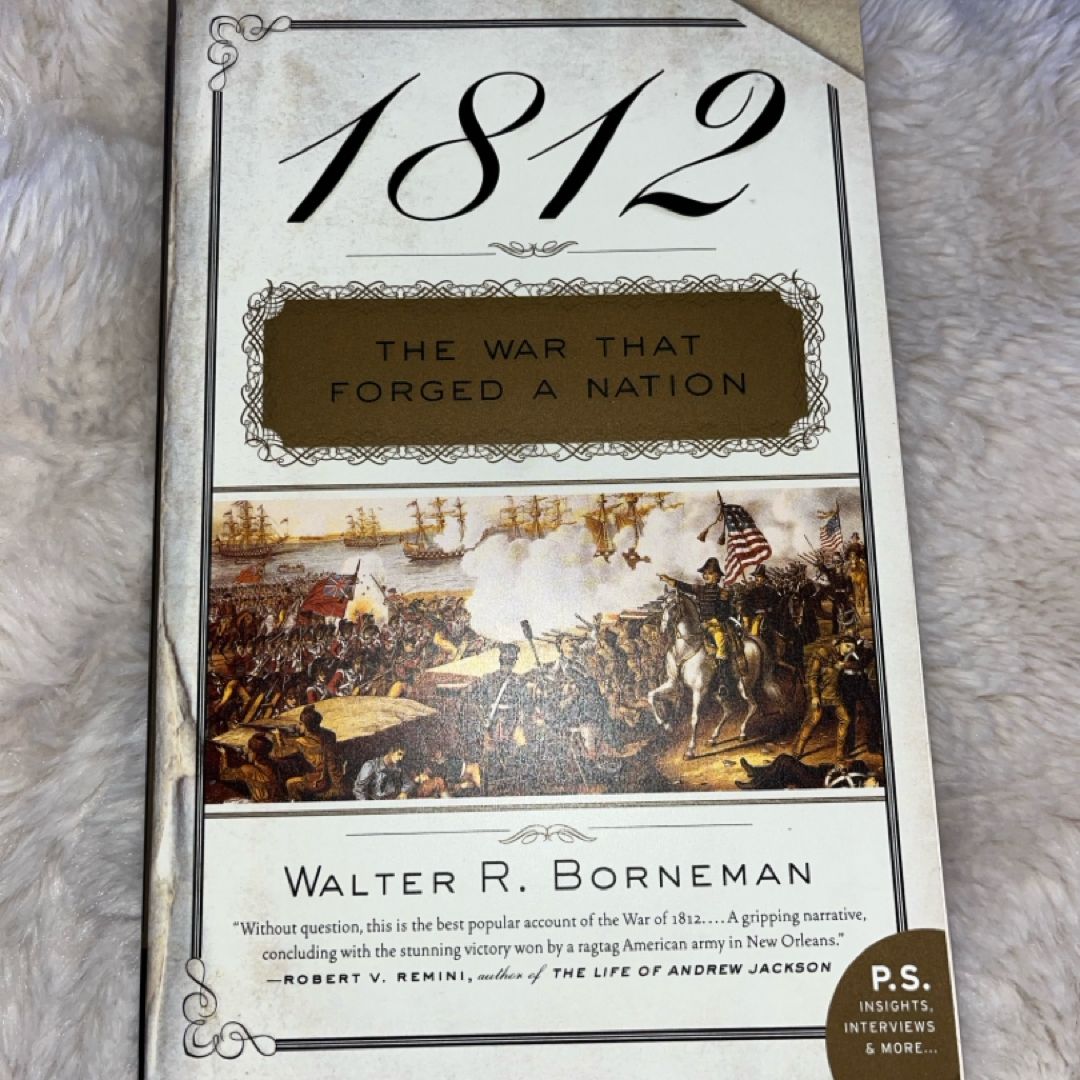 1812
THE WAR THAT
FORGED A NATION
WALTER R. BORNEMAN
“Without question, this is the best popular account of the War of 1812....A gripping narrative,
concluding with the stunning victory won by a ragtag American army in New Orleans.”
—ROBERT V. REMINI, author of THE LIFE OF ANDREW JACKSON
P.S.
INSIGHTS,
INTERVIEWS
& MORE...